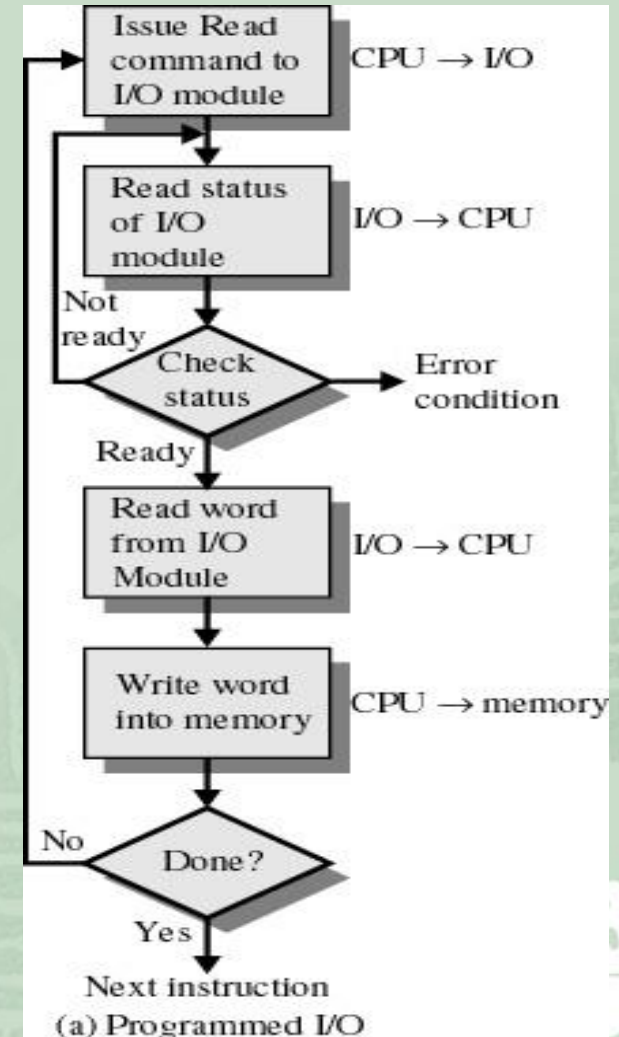 Issue Read
command to
I/O module
CPU → I/O
Read status
of I/O
module
I/O → CPU
Not
ready
Check
status
Error
condition
Ready
Read word
from I/O
Module
I/O → CPU
Write word
into memory
CPU → memory
No
Done?
Yes
Next instruction
(a) Programmed I/O